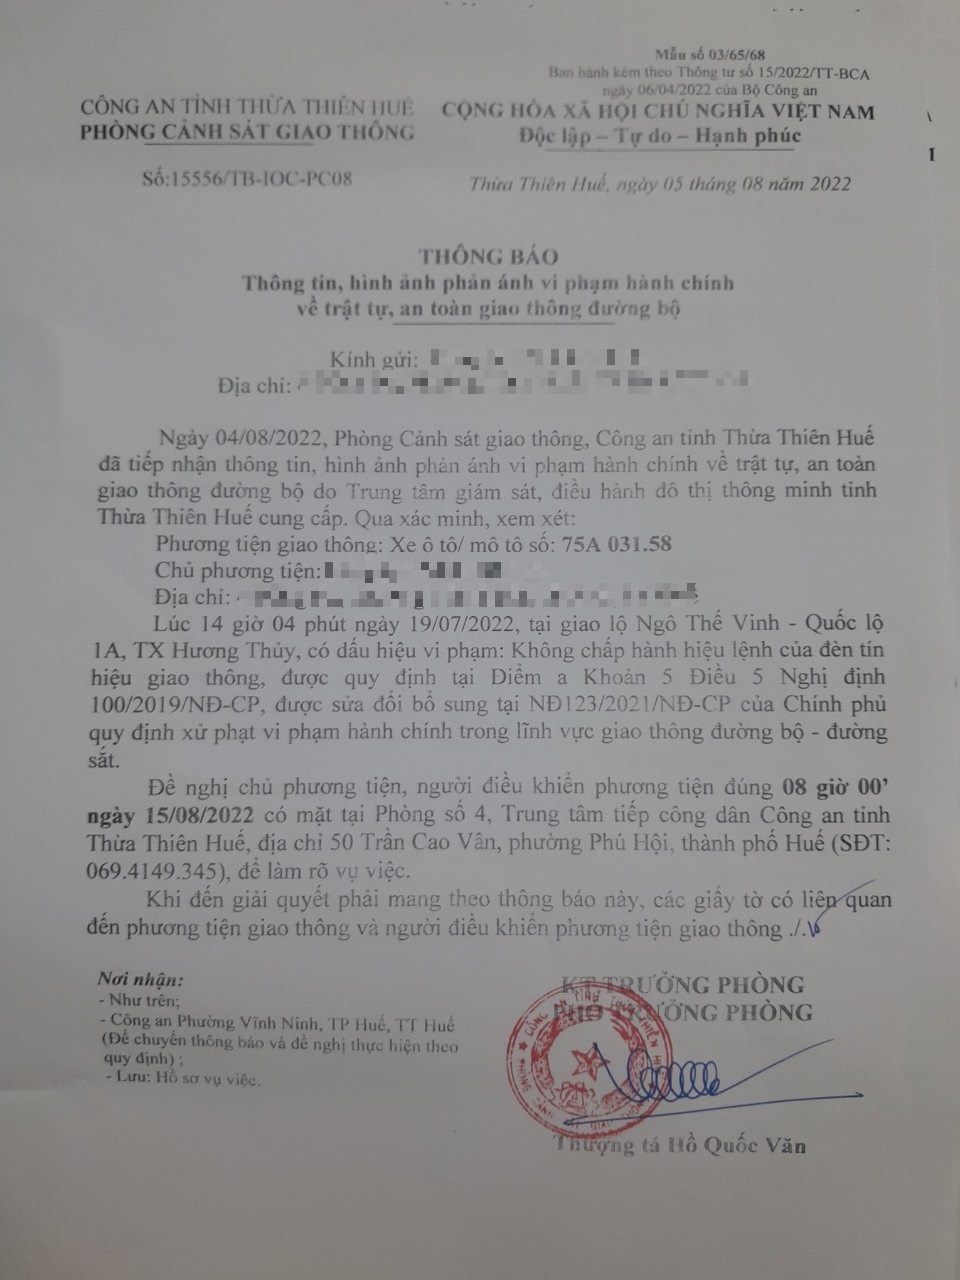 Mẫu số 03/65/68
Ban hành kèm theo Thông tư số 15/2022/TT-BCA
ngày 06/04/2022 của Bộ Công an
CÔNG AN TỈNH THỪA THIÊN HUẾ
PHÒNG CẢNH SÁT GIAO THÔNG
CỘNG HÒA XÃ HỘI CHỦ NGHĨA VIỆT NAM
Độc lập – Tự do – Hạnh phúc
Số:15556/TB-IOC-PC08
Thừa Thiên Huế, ngày 05 tháng 08 năm 2022
THÔNG BÁO
Thông tin, hình ảnh phản ánh vi phạm hành chính
về trật tự, an toàn giao thông đường bộ
Kính gửi:
Địa chỉ:
Ngày 04/08/2022, Phòng Cảnh sát giao thông, Công an tỉnh Thừa Thiên Huế
đã tiếp nhận thông tin, hình ảnh phản ánh vi phạm hành chính về trật tự, an toàn
giao thông đường bộ do Trung tâm giám sát, điều hành đô thị thông minh tỉnh
Thừa Thiên Huế cung cấp. Qua xác minh, xem xét:
Phương tiện giao thông: Xe ô tô/ mô tô số: 75A 031.58
Chủ phương tiện:
Địa chỉ:
Lúc 14 giờ 04 phút ngày 19/07/2022, tại giao lộ Ngô Thế Vinh - Quốc lộ
1A, TX Hương Thủy, có dấu hiệu vi phạm: Không chấp hành hiệu lệnh của đèn tín
hiệu giao thông, được quy định tại Điểm a Khoản 5 Điều 5 Nghị định
100/2019/NĐ-CP, được sửa đổi bổ sung tại NĐ123/2021/NĐ-CP của Chính phủ
quy định xử phạt vi phạm hành chính trong lĩnh vực giao thông đường bộ - đường
sắt.
Đề nghị chủ phương tiện, người điều khiển phương tiện đúng 08 giờ 00’
ngày 15/08/2022 có mặt tại Phòng số 4, Trung tâm tiếp công dân Công an tỉnh
Thừa Thiên Huế, địa chỉ 50 Trần Cao Vân, phường Phú Hội, thành phố Huế (SĐT:
069.4149.345), để làm rõ vụ việc.
Khi đến giải quyết phải mang theo thông báo này, các giấy tờ có liên quan
đến phương tiện giao thông và người điều khiển phương tiện giao thông ./.
Nơi nhận:
- Như trên;
- Công an Phường Vĩnh Ninh, TP Huế, TT Huế
(Để chuyển thông báo và đề nghị thực hiện theo
quy định) ;
- Lưu: Hồ sơ vụ việc.
KT TRƯỞNG PHÒNG
PHÓ TRƯỞNG PHÒNG
Thượng tá Hồ Quốc Văn